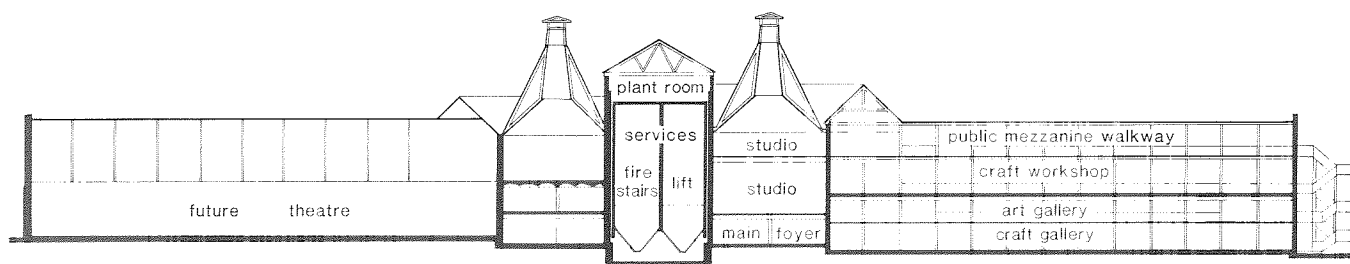 plant room
services
fire
stairs
lift
future theatre
studio
studio
main foyer
public mezzanine walkway
craft workshop
art gallery
craft gallery